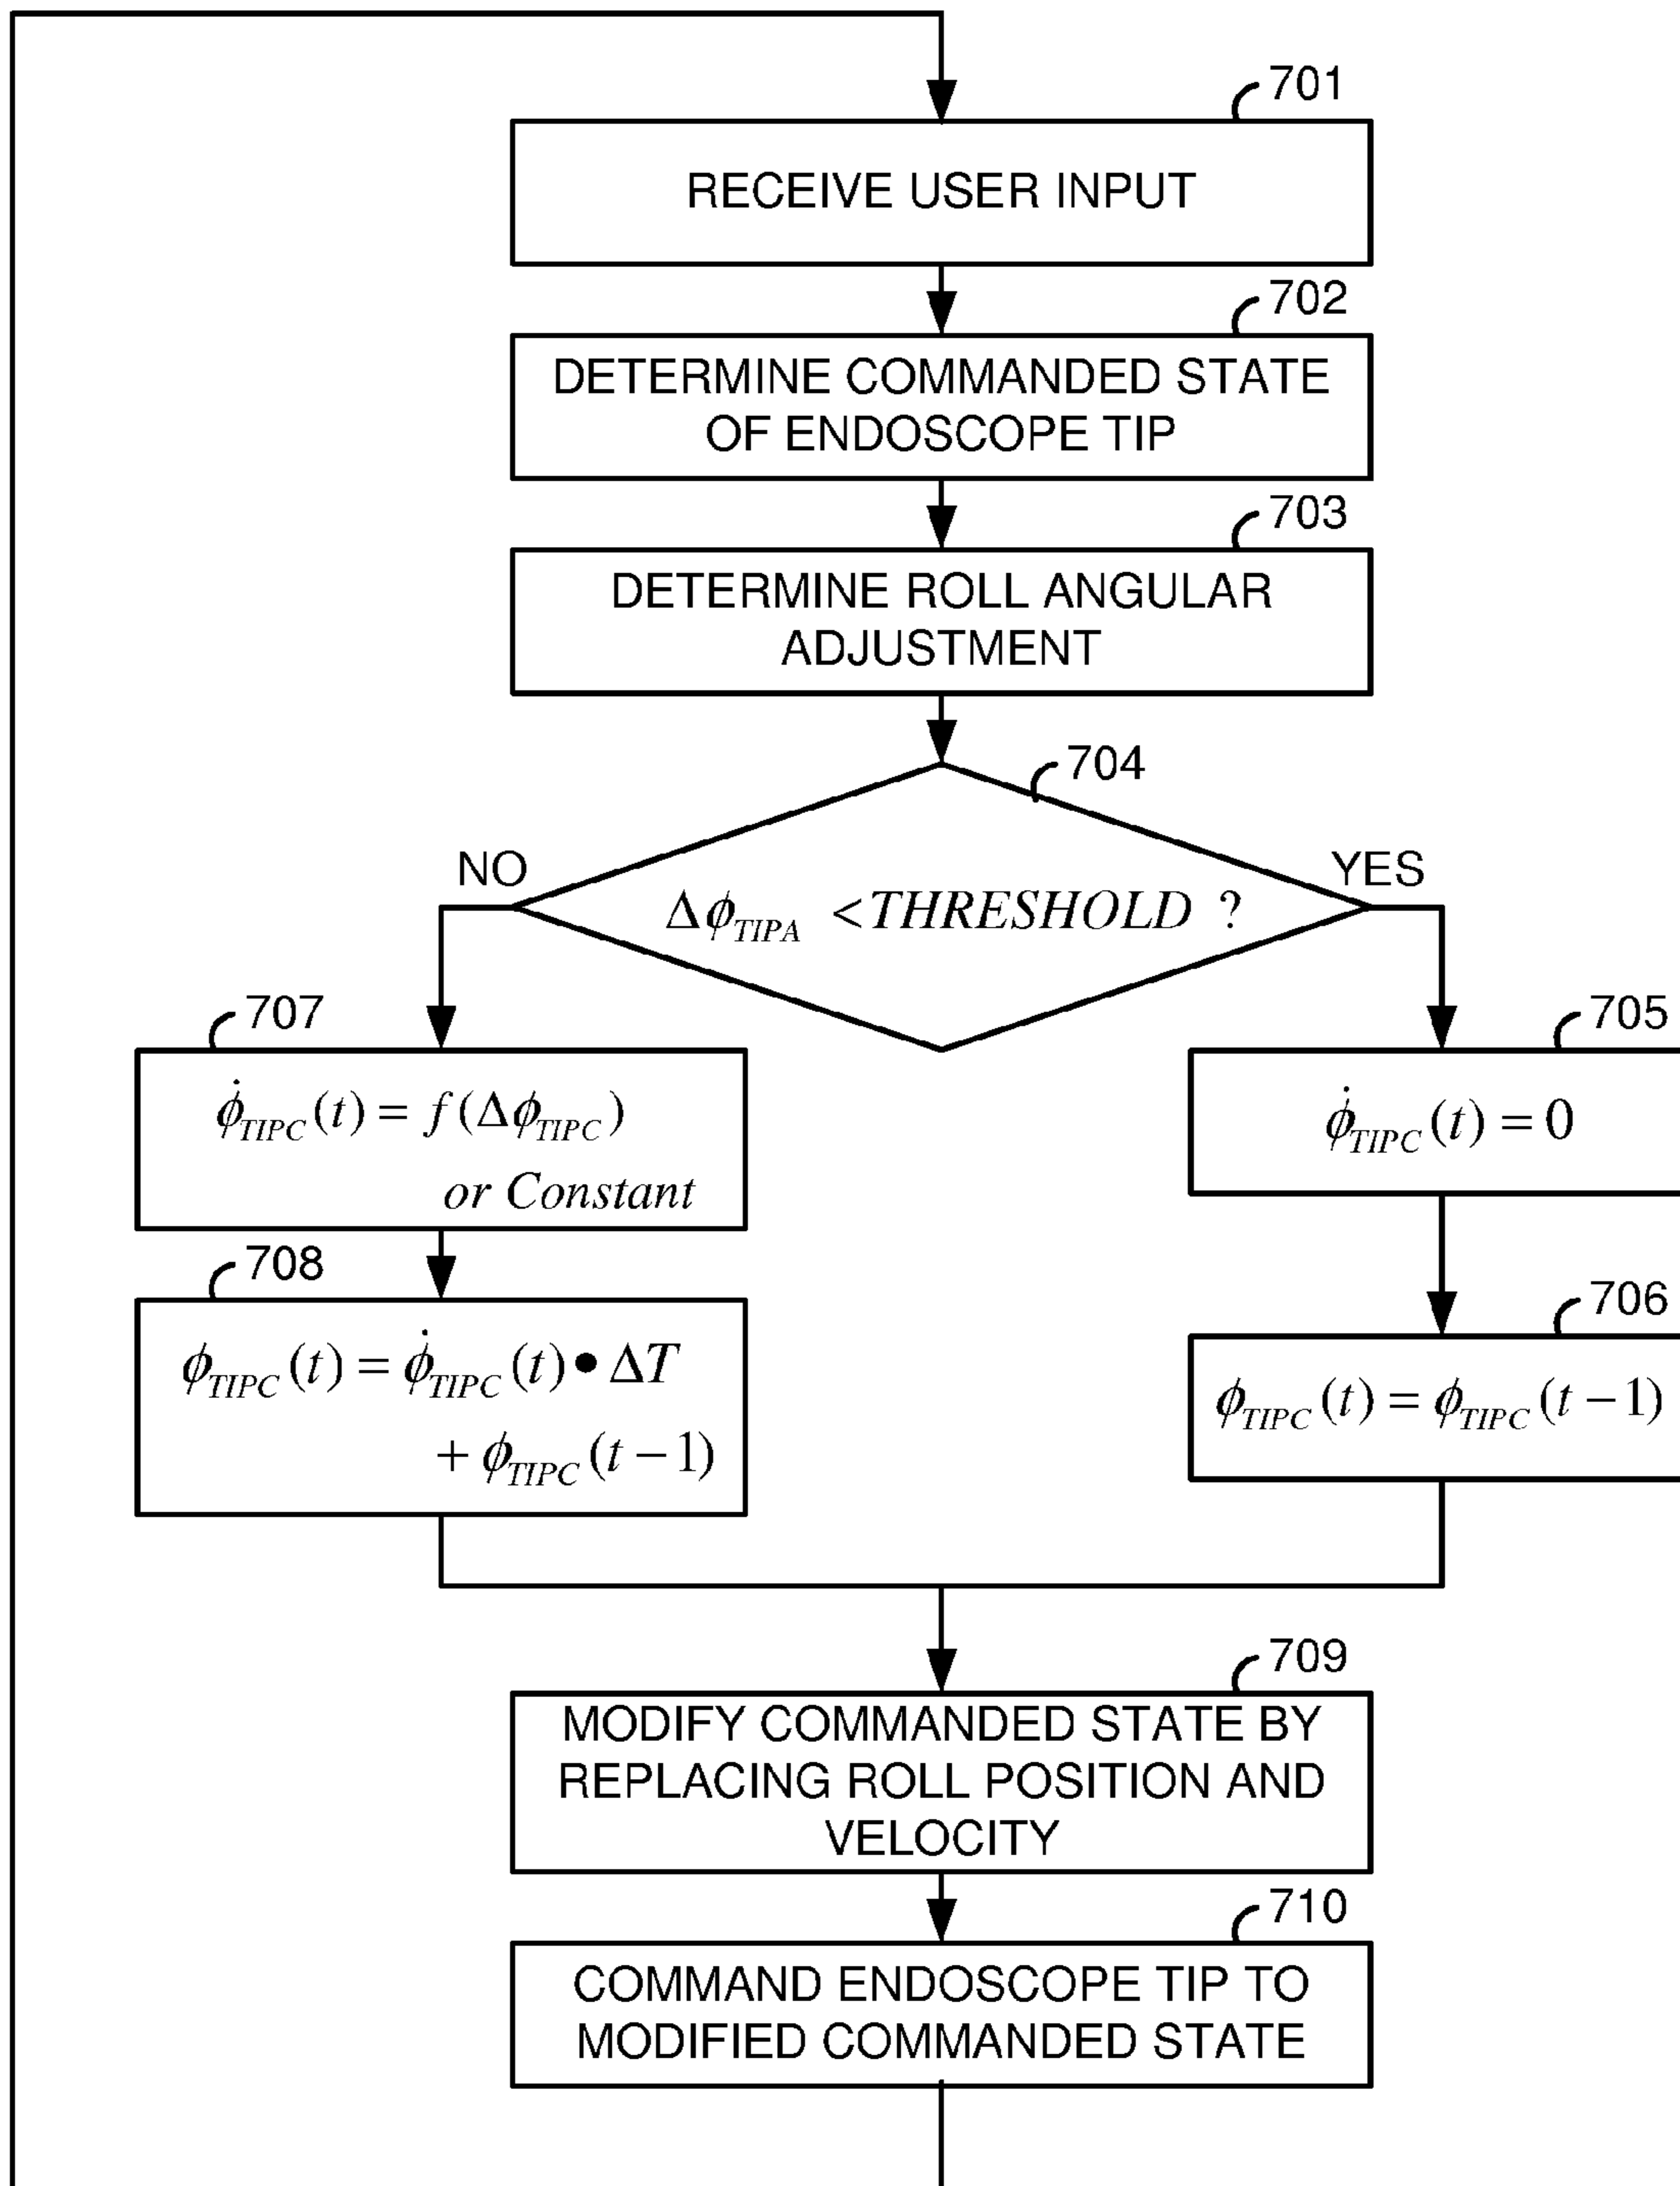 701
RECEIVE USER INPUT
702
DETERMINE COMMANDED STATE
OF ENDOSCOPE TIP
703
DETERMINE ROLL ANGULAR
ADJUSTMENT
704
NO
YES
Δϕ_TIPA < THRESHOLD ?
707
ϕ̇_TIPC(t) = f(Δϕ_TIPC)
or Constant
705
ϕ̇_TIPC(t) = 0
708
ϕ_TIPC(t) = ϕ̇_TIPC(t) • ΔT
+ ϕ_TIPC(t − 1)
706
ϕ_TIPC(t) = ϕ_TIPC(t − 1)
709
MODIFY COMMANDED STATE BY
REPLACING ROLL POSITION AND
VELOCITY
710
COMMAND ENDOSCOPE TIP TO
MODIFIED COMMANDED STATE